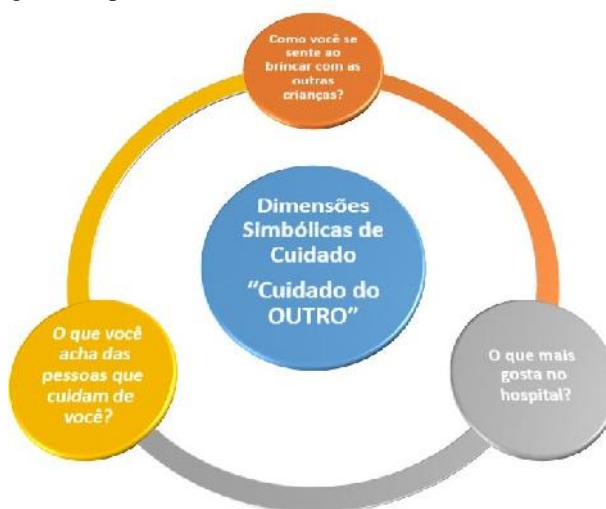 Como você se
sente ao
brincar com as
outras
crianças?
Dimensões
Simbólicas de
Cuidado
"Cuidado do
OUTRO"
O que você
acha das
pessoas que
cuidam de
você?
O que mais
gosta no
hospital?